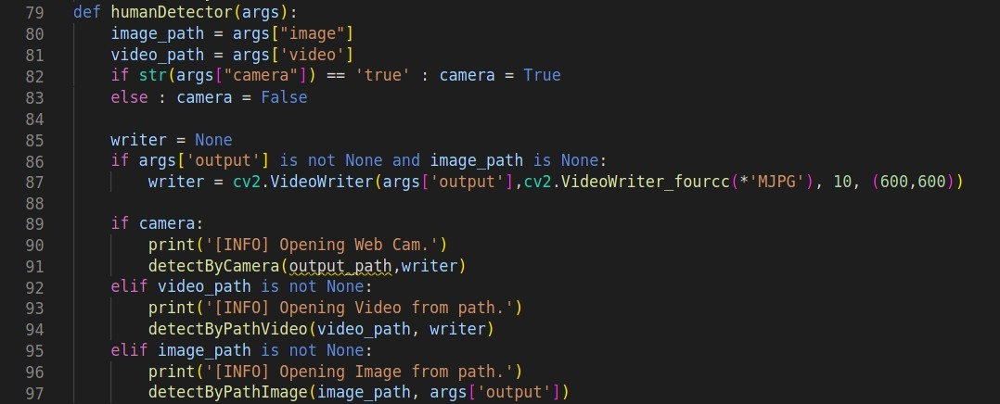 79 def humanDetector(args):
80     image_path = args["image"]
81     video_path = args['video']
82     if str(args["camera"]) == 'true' : camera = True
83     else : camera = False
84
85     writer = None
86     if args['output'] is not None and image_path is None:
87         writer = cv2.VideoWriter(args['output'],cv2.VideoWriter_fourcc(*'MJPG'), 10, (600,600))
88
89     if camera:
90         print('[INFO] Opening Web Cam.')
91         detectByCamera(output_path,writer)
92     elif video_path is not None:
93         print('[INFO] Opening Video from path.')
94         detectByPathVideo(video_path, writer)
95     elif image_path is not None:
96         print('[INFO] Opening Image from path.')
97         detectByPathImage(image_path, args['output'])